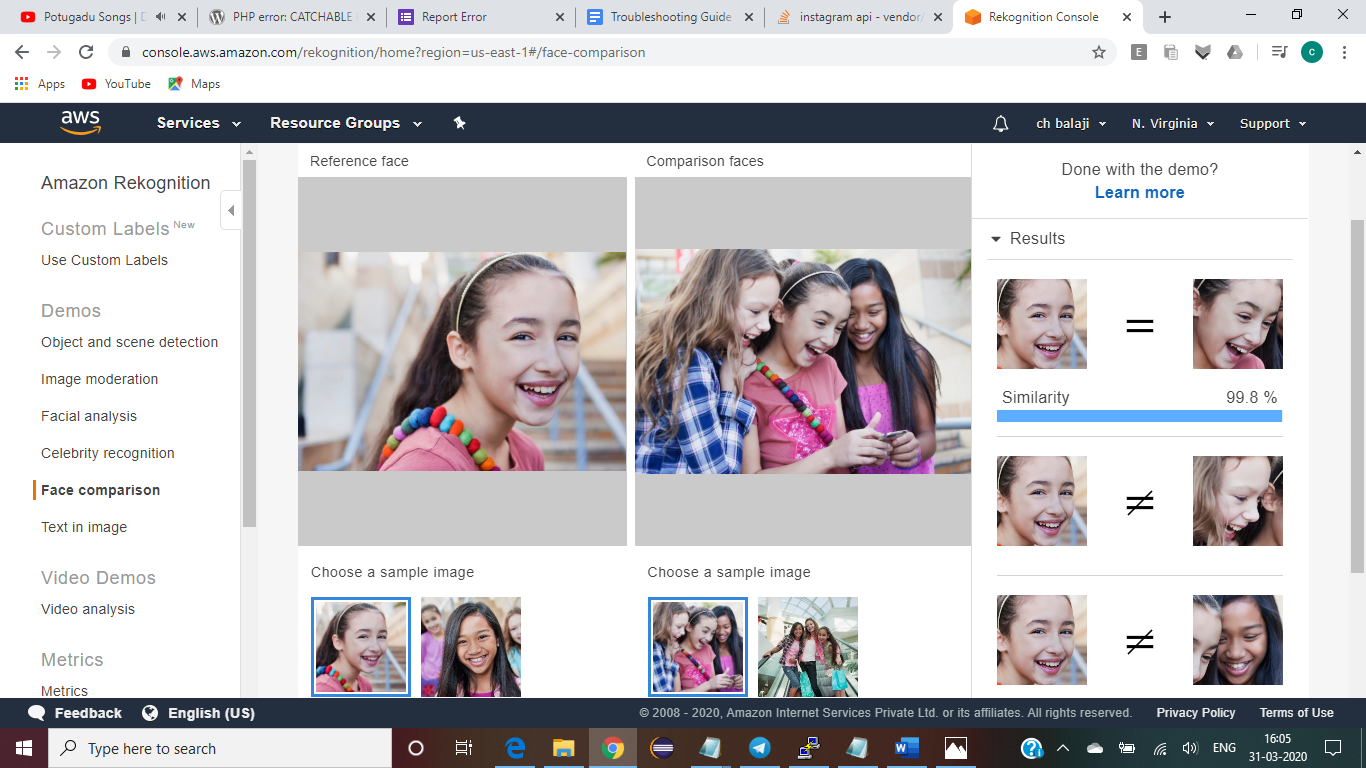 Potugadu Songs | D
PHP error: CATCHABLE
Report Error
Troubleshooting Guide
instagram api - vendor/
Rekognition Console
console.aws.amazon.com/rekognition/home?region=us-east-1#/face-comparison
E
c
Apps
YouTube
Maps
aws
Services
Resource Groups
ch balaji
N. Virginia
Support
Amazon Rekognition
Custom Labels New
Use Custom Labels
Demos
Object and scene detection
Image moderation
Facial analysis
Celebrity recognition
Face comparison
Text in image
Video Demos
Video analysis
Metrics
Metrics
Reference face
Comparison faces
Choose a sample image
Choose a sample image
Done with the demo?
Learn more
Results
=
Similarity 99.8 %
≠
≠
Feedback
English (US)
© 2008 - 2020, Amazon Internet Services Private Ltd. or its affiliates. All rights reserved.
Privacy Policy
Terms of Use
Type here to search
ENG
16:05
31-03-2020